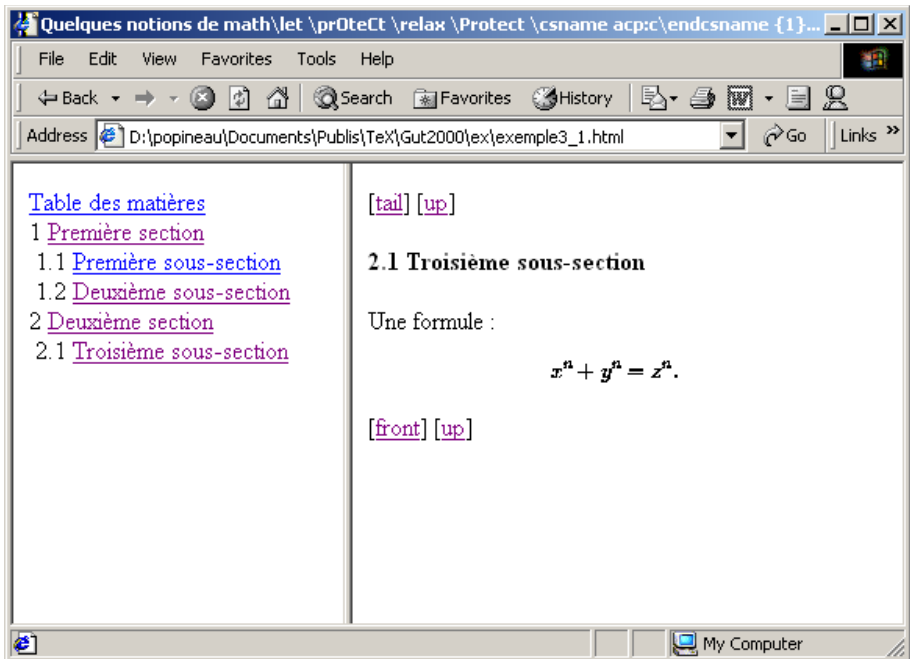 Quelques notions de math\let \prOteCt \relax \Protect \csname acp:c\endcsname {1}...
File Edit View Favorites Tools Help
Back Search Favorites History
Address D:\popineau\Documents\Publis\TeX\Gut2000\ex\exemple3_1.html Go Links »
Table des matières
1 Première section
1.1 Première sous-section
1.2 Deuxième sous-section
2 Deuxième section
2.1 Troisième sous-section
[tail] [up]
2.1 Troisième sous-section
Une formule :
xⁿ + yⁿ = zⁿ.
[front] [up]
My Computer